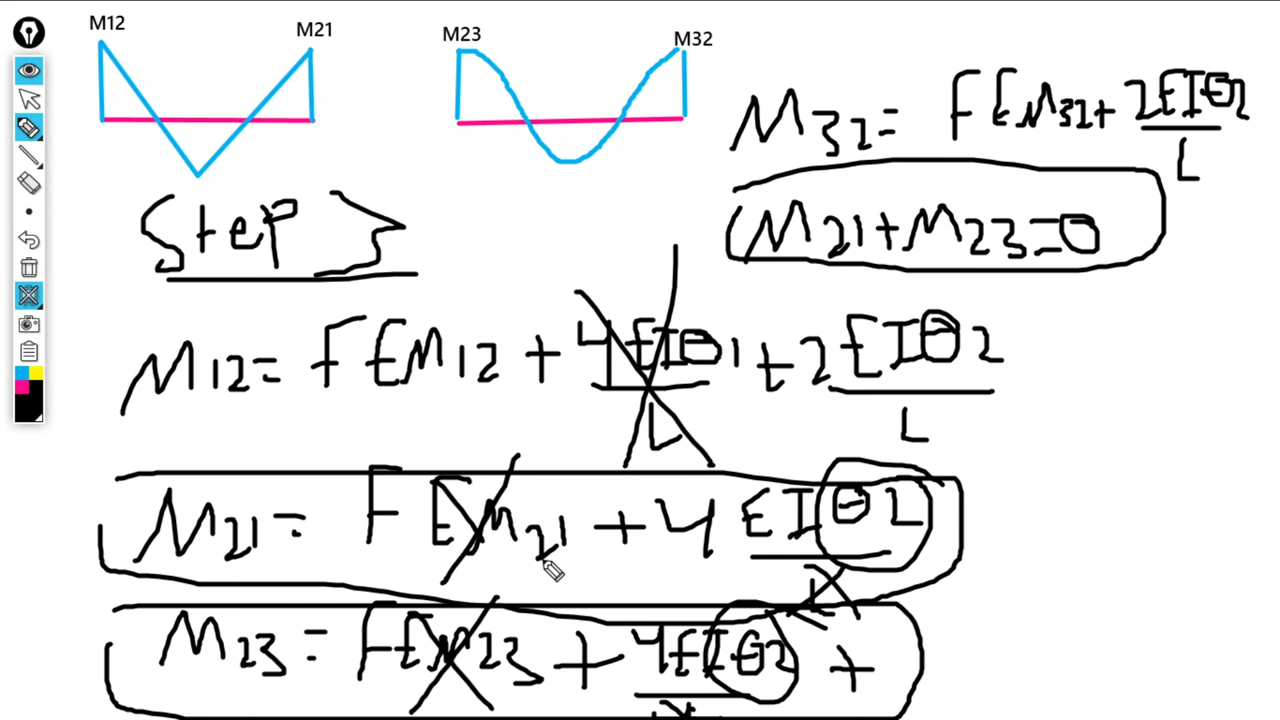 M12 M21 M23 M32
M32 = FEM32 + 2EIθ2 / L
M21 + M23 = 0
Step 3
M12 = FEM12 + 4EIθ1 / L + 2EIθ2 / L
M21 = FEM21 + 4EIθ2 / L
M23 = FEM23 + 4EIθ2 +